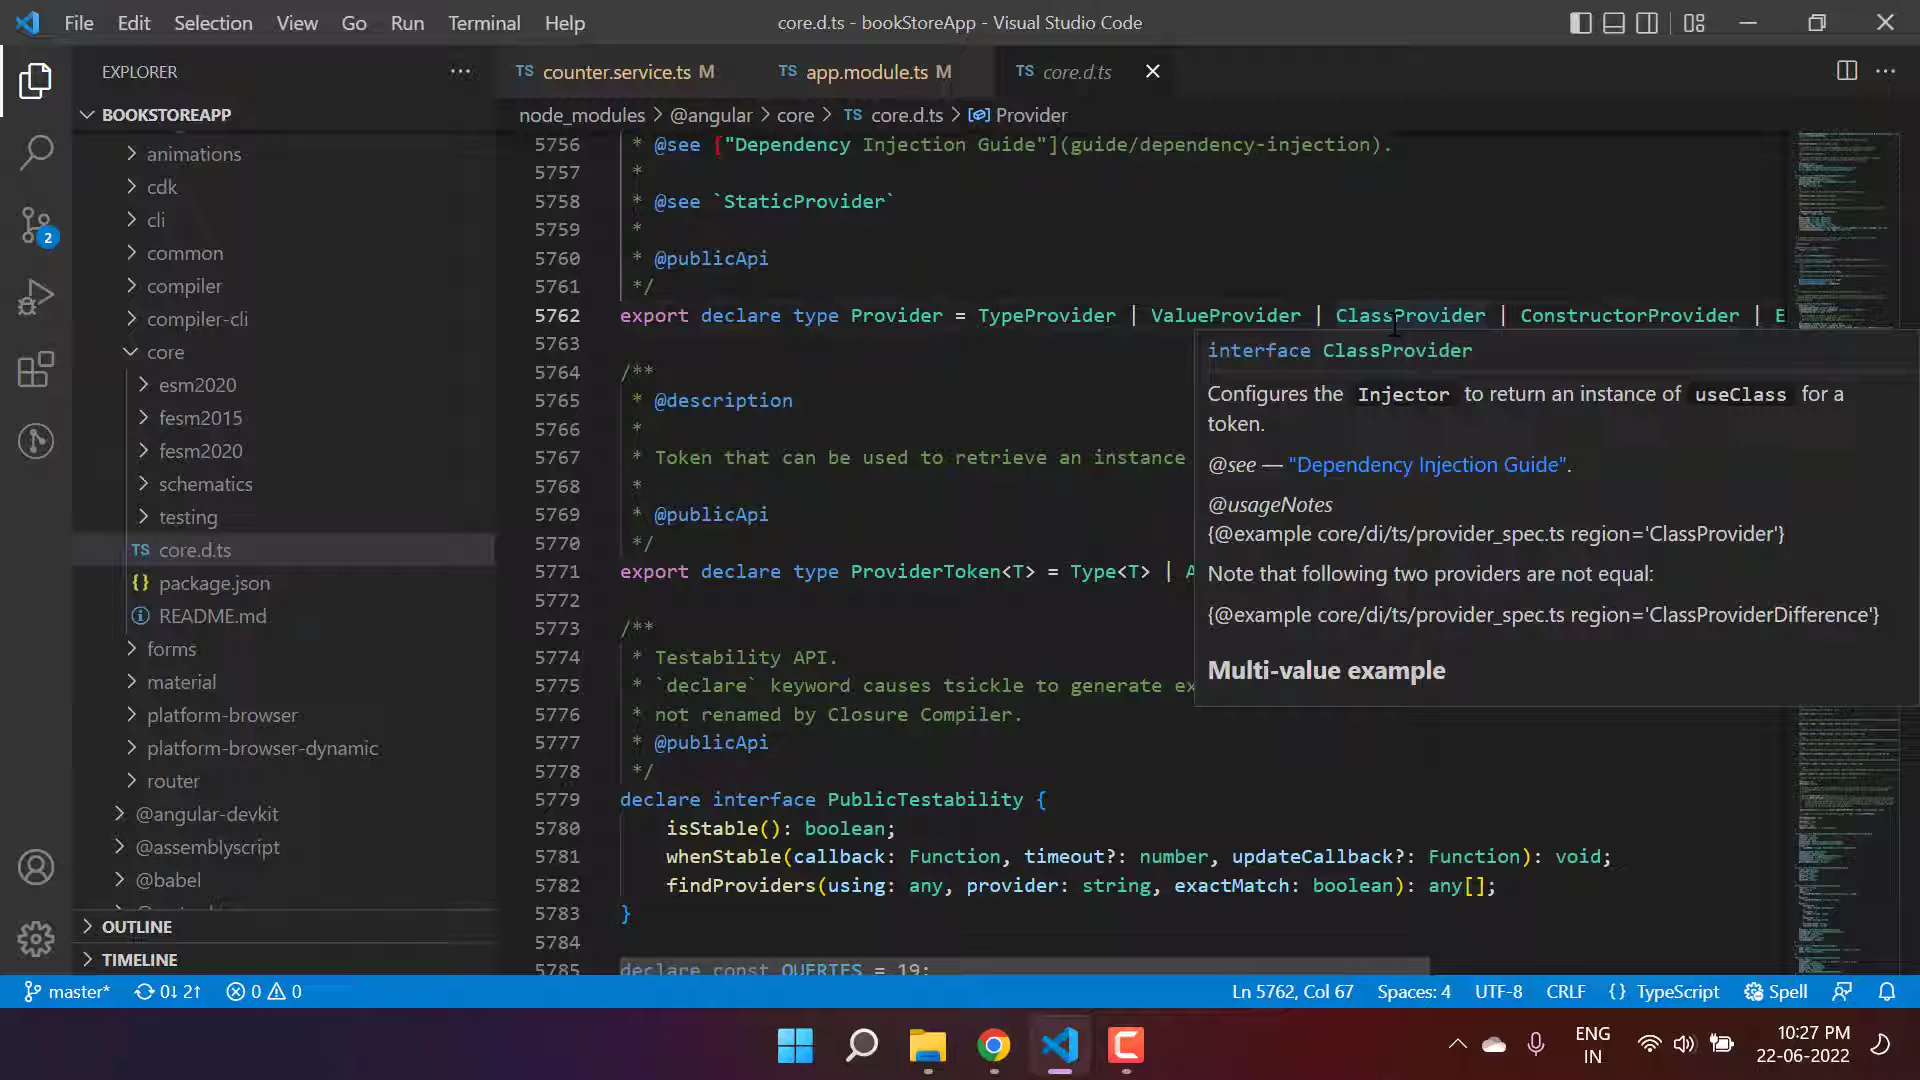 File Edit Selection View Go Run Terminal Help
core.d.ts - bookStoreApp - Visual Studio Code
EXPLORER
TS counter.service.ts M
TS app.module.ts M
TS core.d.ts
BOOKSTOREAPP
node_modules > @angular > core > TS core.d.ts > Provider
animations
cdk
cli
common
compiler
compiler-cli
core
esm2020
fesm2015
fesm2020
schematics
testing
TS core.d.ts
{} package.json
README.md
forms
material
platform-browser
platform-browser-dynamic
router
@angular-devkit
@assemblyscript
@babel
OUTLINE
TIMELINE
2
5756 * @see ["Dependency Injection Guide"](guide/dependency-injection).
5757 *
5758 * @see `StaticProvider`
5759 *
5760 * @publicApi
5761 */
5762 export declare type Provider = TypeProvider | ValueProvider | ClassProvider | ConstructorProvider | E
5763
5764 /**
5765 * @description
5766 *
5767 * Token that can be used to retrieve an instance
5768 *
5769 * @publicApi
5770 */
5771 export declare type ProviderToken<T> = Type<T> | A
5772
5773 /**
5774 * Testability API.
5775 * `declare` keyword causes tsickle to generate ex
5776 * not renamed by Closure Compiler.
5777 * @publicApi
5778 */
5779 declare interface PublicTestability {
5780 isStable(): boolean;
5781 whenStable(callback: Function, timeout?: number, updateCallback?: Function): void;
5782 findProviders(using: any, provider: string, exactMatch: boolean): any[];
5783 }
5784
5785 declare const QUERIES = 19;
interface ClassProvider
Configures the Injector to return an instance of useClass for a
token.
@see — "Dependency Injection Guide".
@usageNotes
{@example core/di/ts/provider_spec.ts region='ClassProvider'}
Note that following two providers are not equal:
{@example core/di/ts/provider_spec.ts region='ClassProviderDifference'}
Multi-value example
master* 0↓ 2↑ 0 0
Ln 5762, Col 67 Spaces: 4 UTF-8 CRLF {} TypeScript Spell
ENG
IN
10:27 PM
22-06-2022